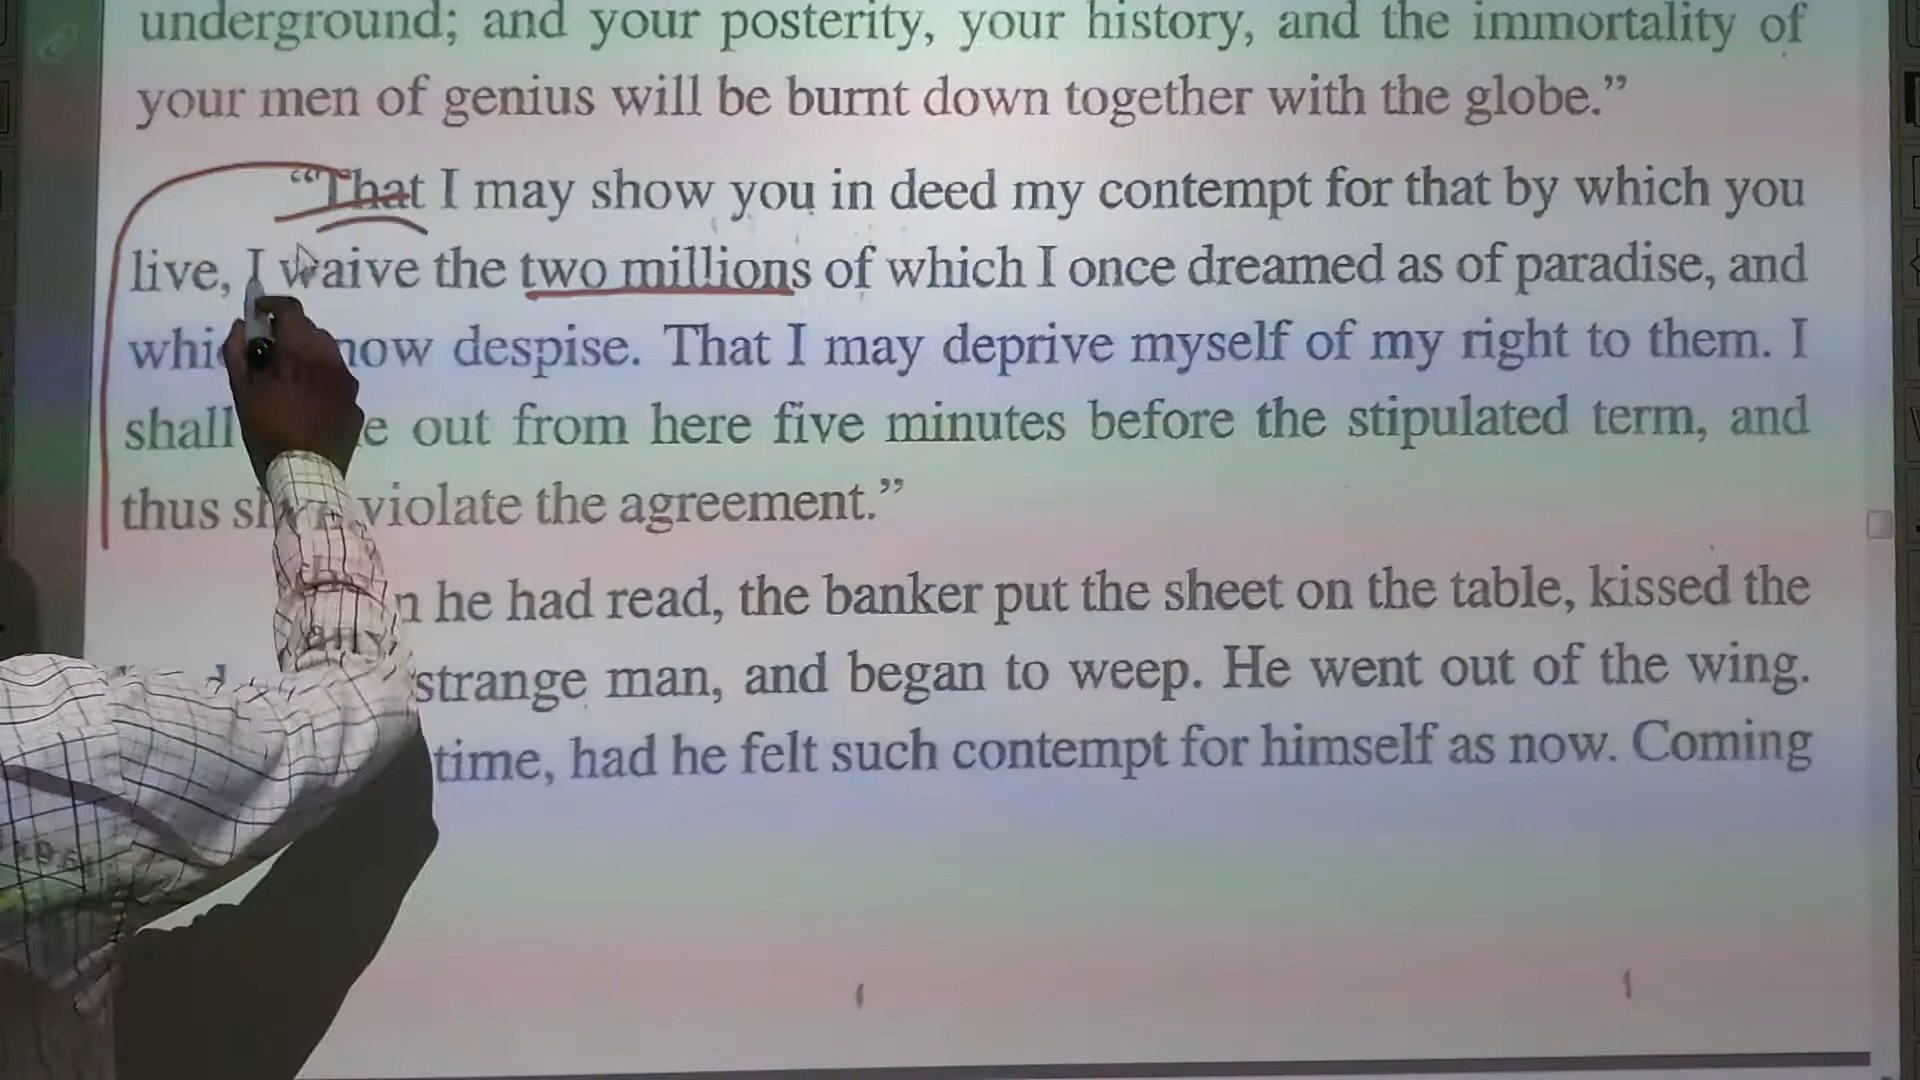 underground; and your posterity, your history, and the immortality of
your men of genius will be burnt down together with the globe.”
“That I may show you in deed my contempt for that by which you
live, I waive the two millions of which I once dreamed as of paradise, and
now despise. That I may deprive myself of my right to them. I
shall out from here five minutes before the stipulated term, and
thus violate the agreement.”
he had read, the banker put the sheet on the table, kissed the
strange man, and began to weep. He went out of the wing.
time, had he felt such contempt for himself as now. Coming